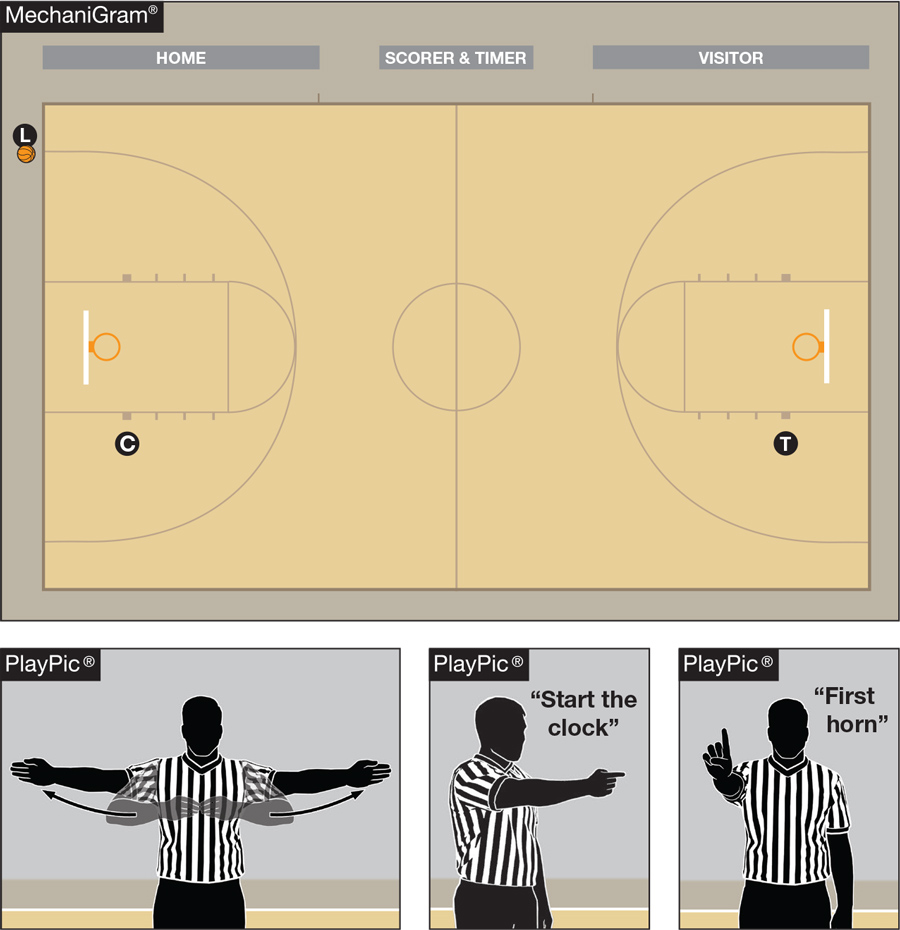 MechaniGram®
HOME
SCORER & TIMER
VISITOR
L
C
T
PlayPic®
PlayPic®
“Start the
clock”
PlayPic®
“First
horn”